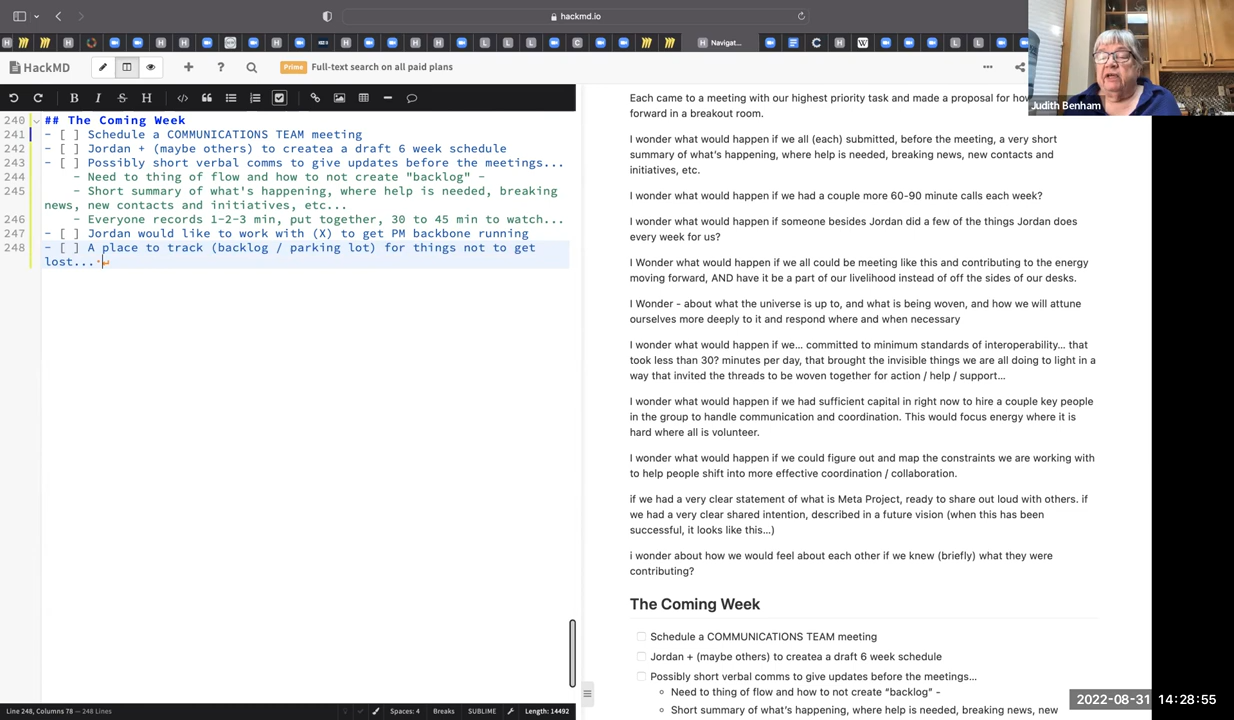 hackmd.io
Navigat...
HackMD
Prime Full-text search on all paid plans
Judith Benham
240 ## The Coming Week
241 - [ ] Schedule a COMMUNICATIONS TEAM meeting
242 - [ ] Jordan + (maybe others) to createa a draft 6 week schedule
243 - [ ] Possibly short verbal comms to give updates before the meetings...
244 - Need to thing of flow and how to not create "backlog" -
245 - Short summary of what's happening, where help is needed, breaking
news, new contacts and initiatives, etc...
246 - Everyone records 1-2-3 min, put together, 30 to 45 min to watch...
247 - [ ] Jordan would like to work with (X) to get PM backbone running
248 - [ ] A place to track (backlog / parking lot) for things not to get
lost...
Each came to a meeting with our highest priority task and made a proposal for how
forward in a breakout room.
I wonder what would happen if we all (each) submitted, before the meeting, a very short
summary of what's happening, where help is needed, breaking news, new contacts and
initiatives, etc.
I wonder what would happen if we had a couple more 60-90 minute calls each week?
I wonder what would happen if someone besides Jordan did a few of the things Jordan does
every week for us?
I Wonder what would happen if we all could be meeting like this and contributing to the energy
moving forward, AND have it be a part of our livelihood instead of off the sides of our desks.
I Wonder - about what the universe is up to, and what is being woven, and how we will attune
ourselves more deeply to it and respond where and when necessary
I wonder what would happen if we... committed to minimum standards of interoperability... that
took less than 30? minutes per day, that brought the invisible things we are all doing to light in a
way that invited the threads to be woven together for action / help / support...
I wonder what would happen if we had sufficient capital in right now to hire a couple key people
in the group to handle communication and coordination. This would focus energy where it is
hard where all is volunteer.
I wonder what would happen if we could figure out and map the constraints we are working with
to help people shift into more effective coordination / collaboration.
if we had a very clear statement of what is Meta Project, ready to share out loud with others. if
we had a very clear shared intention, described in a future vision (when this has been
successful, it looks like this...)
i wonder about how we would feel about each other if we knew (briefly) what they were
contributing?
The Coming Week
Schedule a COMMUNICATIONS TEAM meeting
Jordan + (maybe others) to createa a draft 6 week schedule
Possibly short verbal comms to give updates before the meetings...
Need to thing of flow and how to not create "backlog" -
Short summary of what's happening, where help is needed, breaking news, new
Line 248, Columns 78 — 248 Lines
Spaces: 4 Breaks SUBLIME Length: 14492
2022-08-31 14:28:55